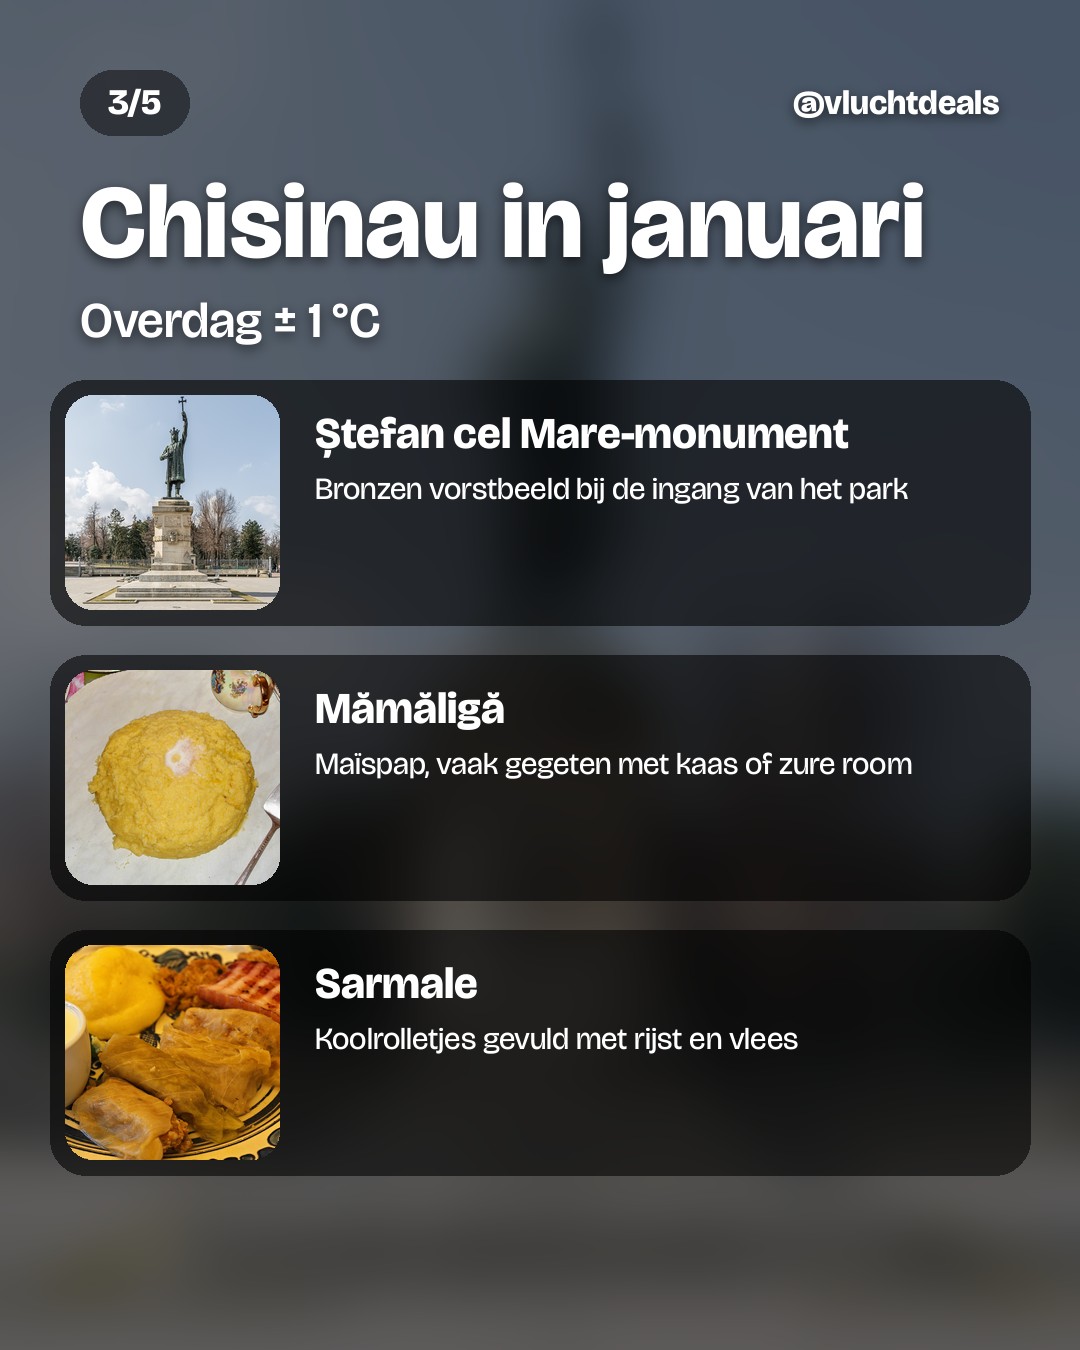 3/5
@vluchtdeals
Chisinau in januari
Overdag ± 1 °C
Ștefan cel Mare-monument
Bronzen vorstbeeld bij de ingang van het park
Mămăligă
Maïspap, vaak gegeten met kaas of zure room
Sarmale
Koolrolletjes gevuld met rijst en vlees